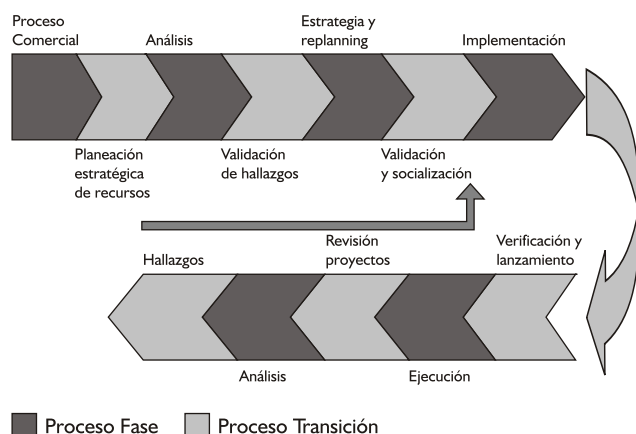 Proceso
Comercial
Análisis
Estrategia y
replanning
Implementación
Planeación
estratégica
de recursos
Validación
de hallazgos
Validación
y socialización
Hallazgos
Revisión
proyectos
Verificación y
lanzamiento
Análisis
Ejecución
Proceso Fase
Proceso Transición